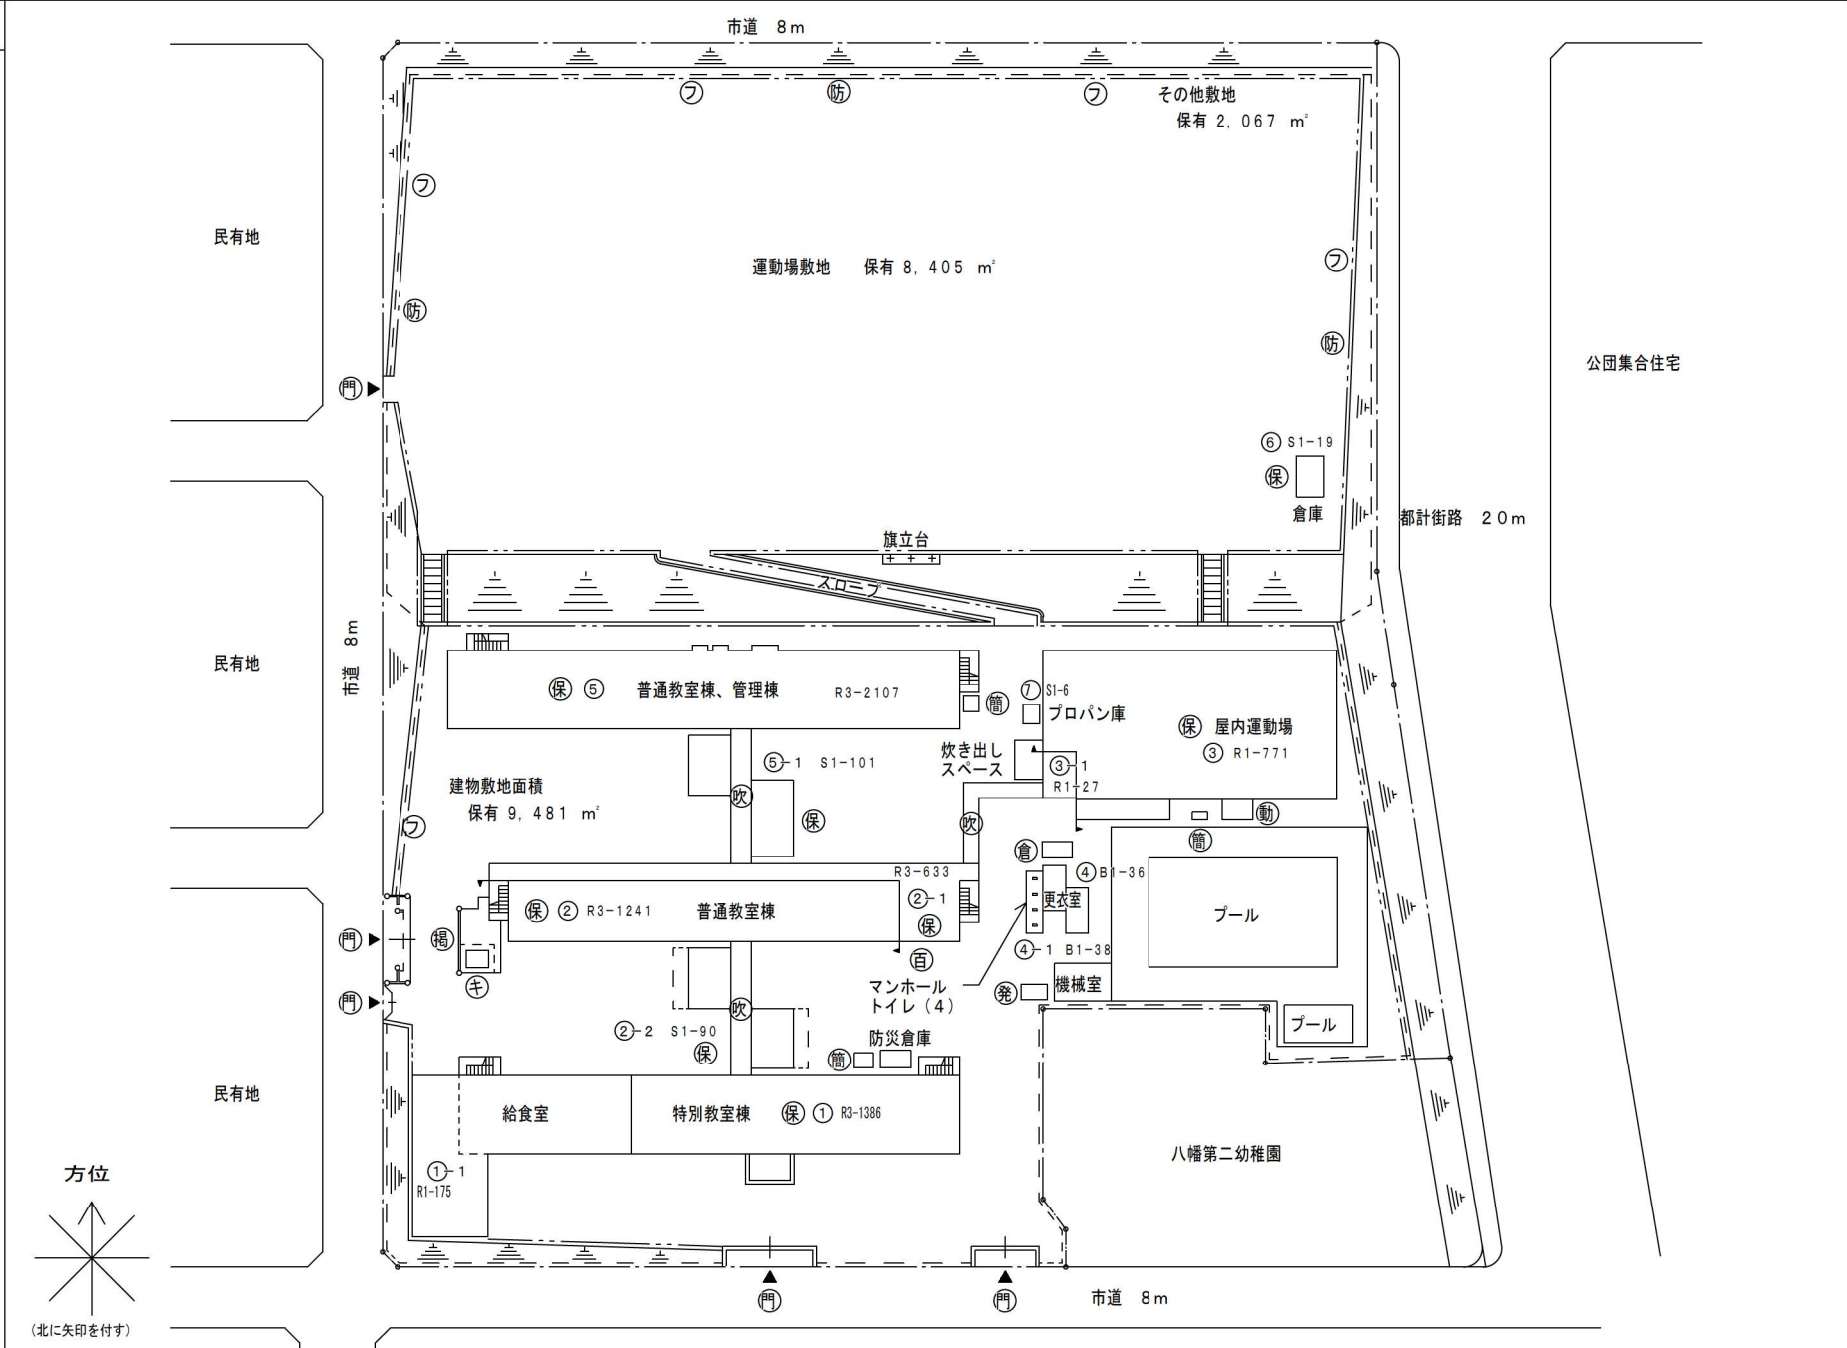 市道　8m
㋫
防
㋫
その他敷地
保有 2,067 ㎡
㋫
民有地
運動場敷地　保有 8,405 ㎡
㋫
防
防
公団集合住宅
門
⑥ S1-19
保
倉庫
都計街路　20m
旗立台
スロープ
市道　8m
民有地
保 ⑤ 普通教室棟、管理棟 R3-2107
簡
⑦ S1-6
プロパン庫
保 屋内運動場
③ R1-771
炊き出し
スペース
⑤-1 S1-101
③-1
R1-27
建物敷地面積
保有 9,481 ㎡
吹
保
吹
動
㋫
簡
倉
R3-633
④ B1-36
更衣室
保 ② R3-1241 普通教室棟
②-1
保
プール
門
掲
④-1 B1-38
百
キ
マンホール
トイレ(4)
発
機械室
門
吹
②-2 S1-90
保
防災倉庫
簡
プール
民有地
給食室
特別教室棟 保 ① R3-1386
八幡第二幼稚園
①-1
R1-175
方位
門
門
市道　8m
(北に矢印を付す)